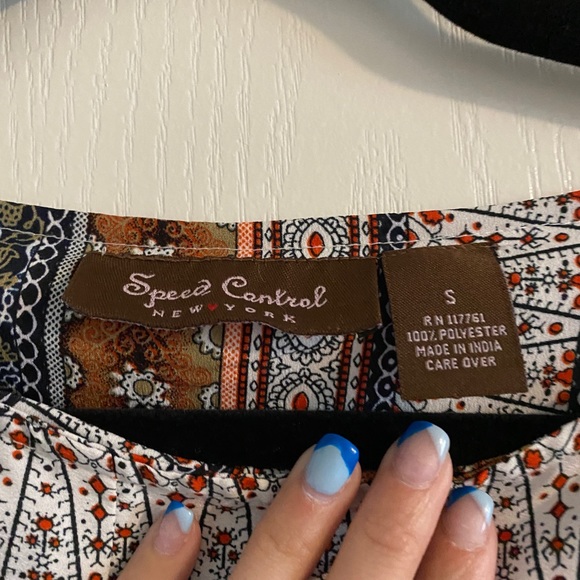 Speed Control
NEW YORK
S
RN 117761
100% POLYESTER
MADE IN INDIA
CARE OVER